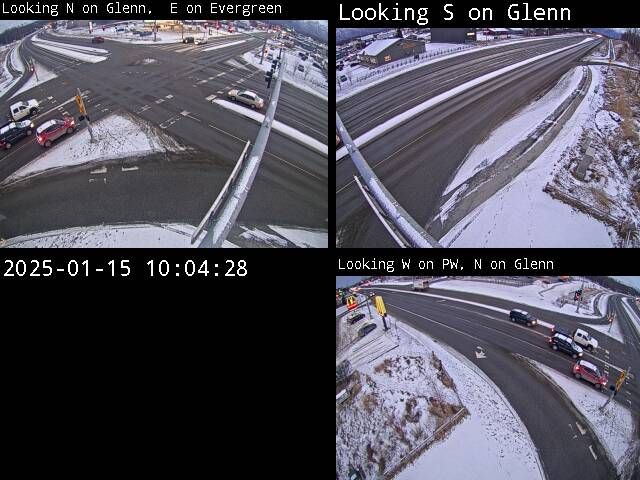 Looking N on Glenn,  E on Evergreen
Looking S on Glenn
2025-01-15 10:04:28
Looking W on PW, N on Glenn